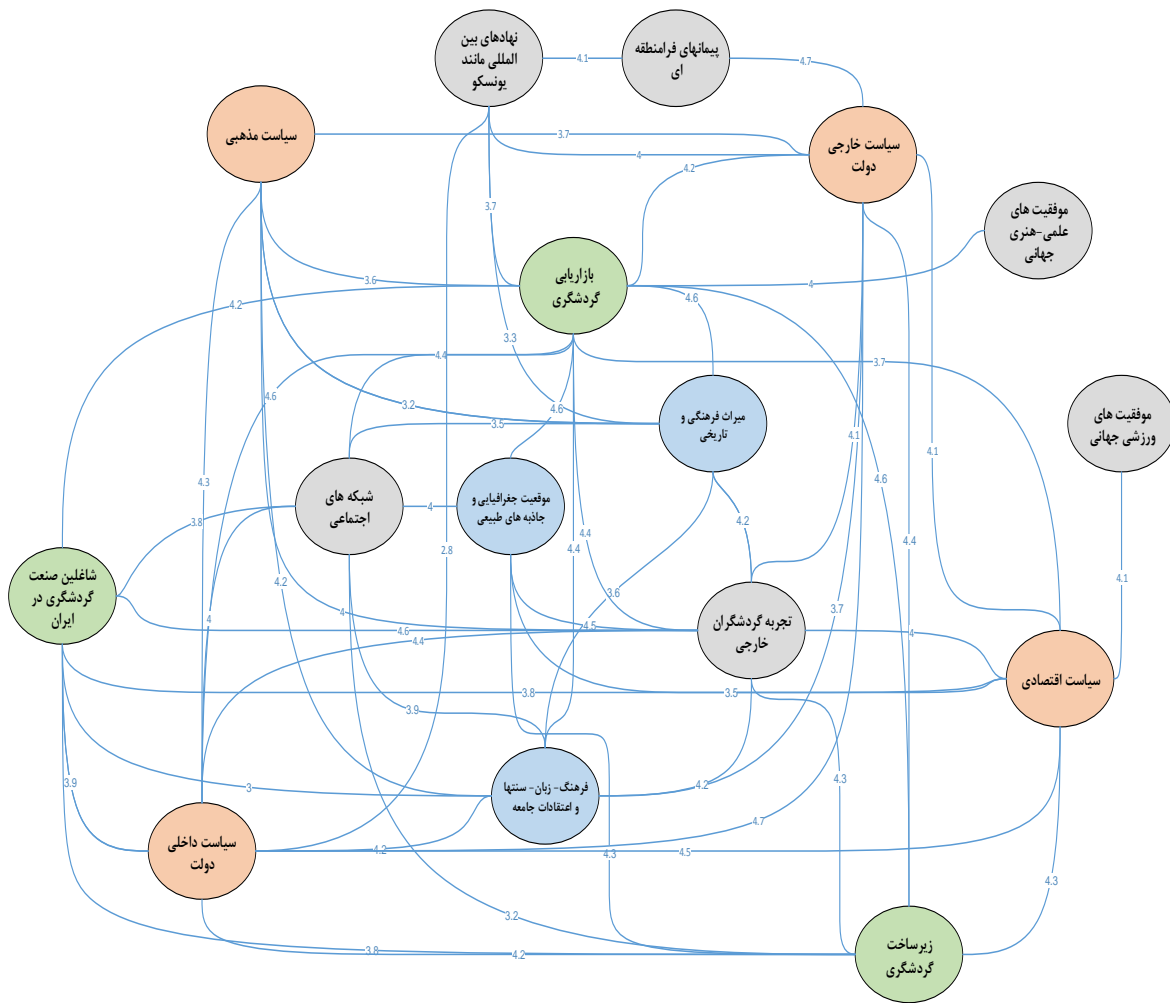 نهادهای بین
المللی مانند
یونسکو
4.1
پیمانهای فرامنطقه
ای
4.7
سیاست مذهبی
3.7
سیاست خارجی
دولت
4
4.2
3.7
موفقیت های
علمی-هنری
جهانی
4
بازاریابی
گردشگری
3.6
4.2
4.6
3.3
4.4
3.7
4.6
3.2
4.6
3.5
میراث فرهنگی و
تاریخی
4.1
موفقیت های
ورزشی جهانی
4.6
4.3
شبکه های
اجتماعی
4
موقعیت جغرافیایی و
جاذبه های طبیعی
3.8
4.2
4.4
4.4
2.8
4.4
4.1
4.1
شاغلین صنعت
گردشگری در
ایران
4.2
3.6
3.7
4
4
4.6
4.5
4.4
تجربه گردشگران
خارجی
4
سیاست اقتصادی
3.8
3.5
3.9
3.9
3
4.2
4.3
فرهنگ- زبان- سنتها
و اعتقادات جامعه
4.7
سیاست داخلی
دولت
4.2
4.3
4.5
4.3
3.2
3.8
4.2
زیرساخت
گردشگری